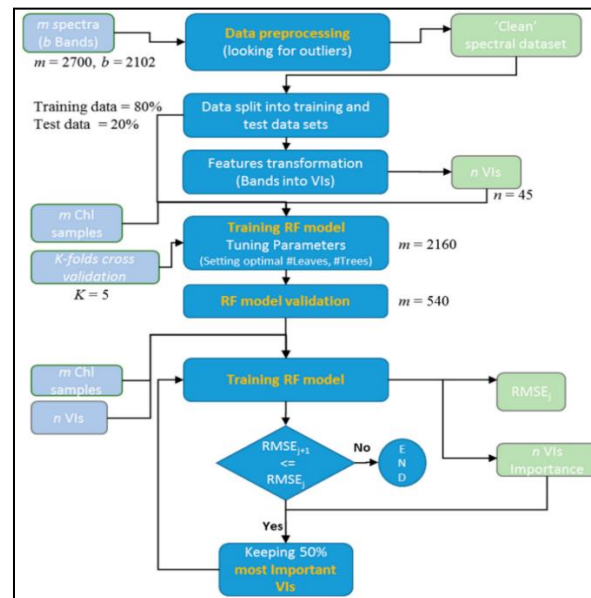 m spectra
(b Bands)
m = 2700, b = 2102
Data preprocessing
(looking for outliers)
'Clean'
spectral dataset
Training data = 80%
Test data = 20%
Data split into training and
test data sets
Features transformation
(Bands into VIs)
n VIs
n = 45
m Chl
samples
K-folds cross
validation
K = 5
Training RF model
Tuning Parameters
(Setting optimal #Leaves, #Trees)
m = 2160
RF model validation
m = 540
m Chl
samples
n VIs
Training RF model
RMSEj
RMSEj+1
<=
RMSEj
No
E
N
D
n VIs
Importance
Yes
Keeping 50%
most Important
VIs